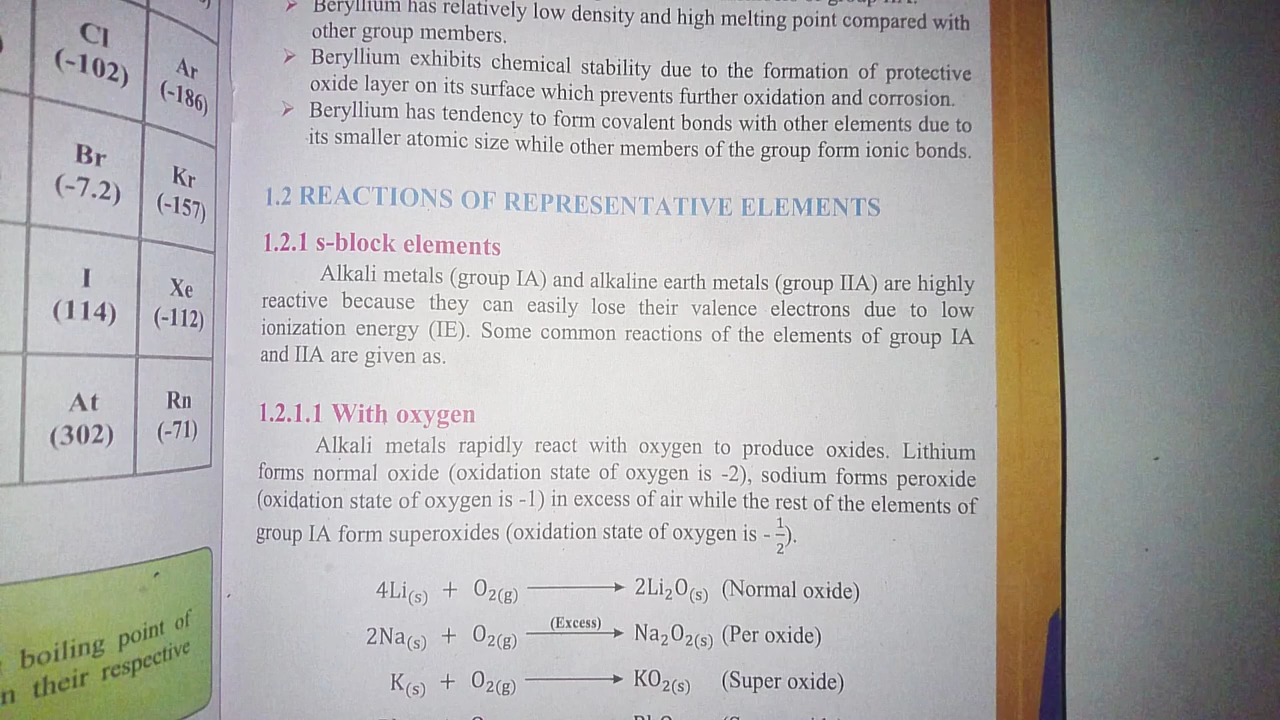 Cl
(-102)
Ar
(-186)
Br
(-7.2)
Kr
(-157)
I
(114)
Xe
(-112)
At
(302)
Rn
(-71)
boiling point of
their respective
➢ Beryllium has relatively low density and high melting point compared with
other group members.
➢ Beryllium exhibits chemical stability due to the formation of protective
oxide layer on its surface which prevents further oxidation and corrosion.
➢ Beryllium has tendency to form covalent bonds with other elements due to
its smaller atomic size while other members of the group form ionic bonds.
1.2 REACTIONS OF REPRESENTATIVE ELEMENTS
1.2.1 s-block elements
Alkali metals (group IA) and alkaline earth metals (group IIA) are highly
reactive because they can easily lose their valence electrons due to low
ionization energy (IE). Some common reactions of the elements of group IA
and IIA are given as.
1.2.1.1 With oxygen
Alkali metals rapidly react with oxygen to produce oxides. Lithium
forms normal oxide (oxidation state of oxygen is -2), sodium forms peroxide
(oxidation state of oxygen is -1) in excess of air while the rest of the elements of
group IA form superoxides (oxidation state of oxygen is -1/2).
4Li(s) + O2(g) ⟶ 2Li2O(s) (Normal oxide)
2Na(s) + O2(g) (Excess)⟶ Na2O2(s) (Per oxide)
K(s) + O2(g) ⟶ KO2(s) (Super oxide)